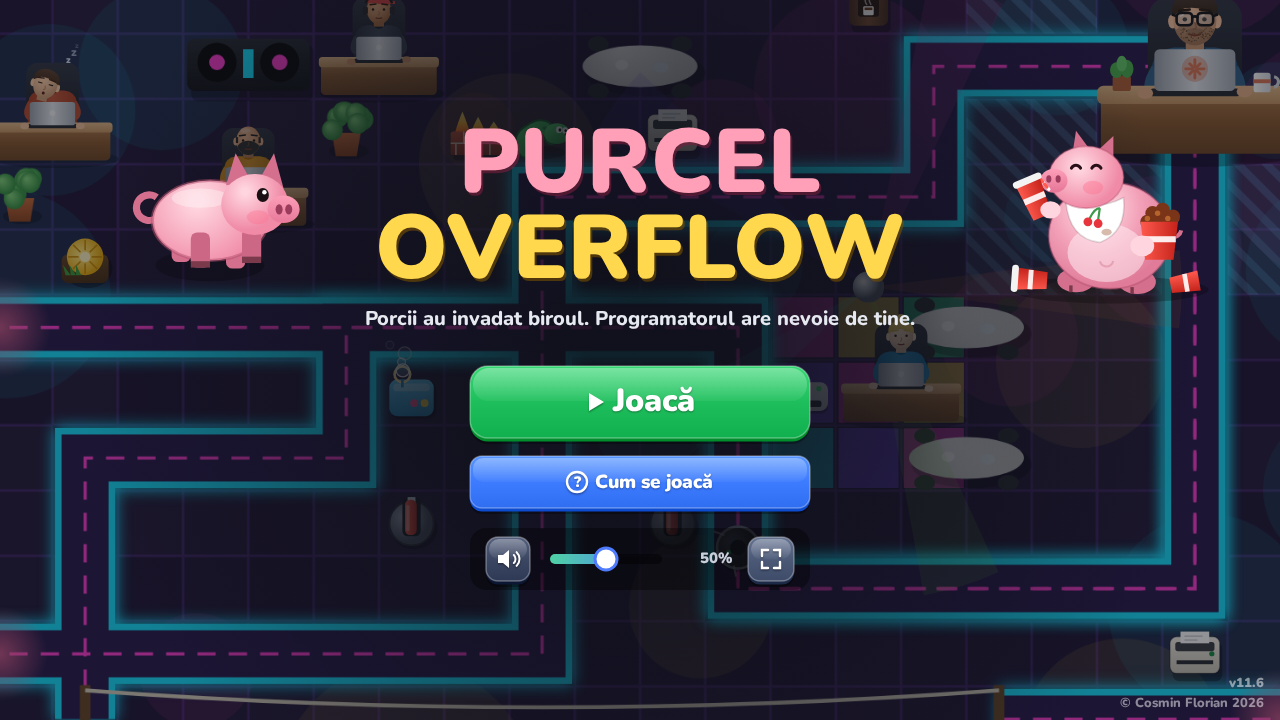 z
z
z
PURCEL
OVERFLOW
Porcii au invadat biroul. Programatorul are nevoie de tine.
Joacă
? Cum se joacă
50%
v11.6
© Cosmin Florian 2026